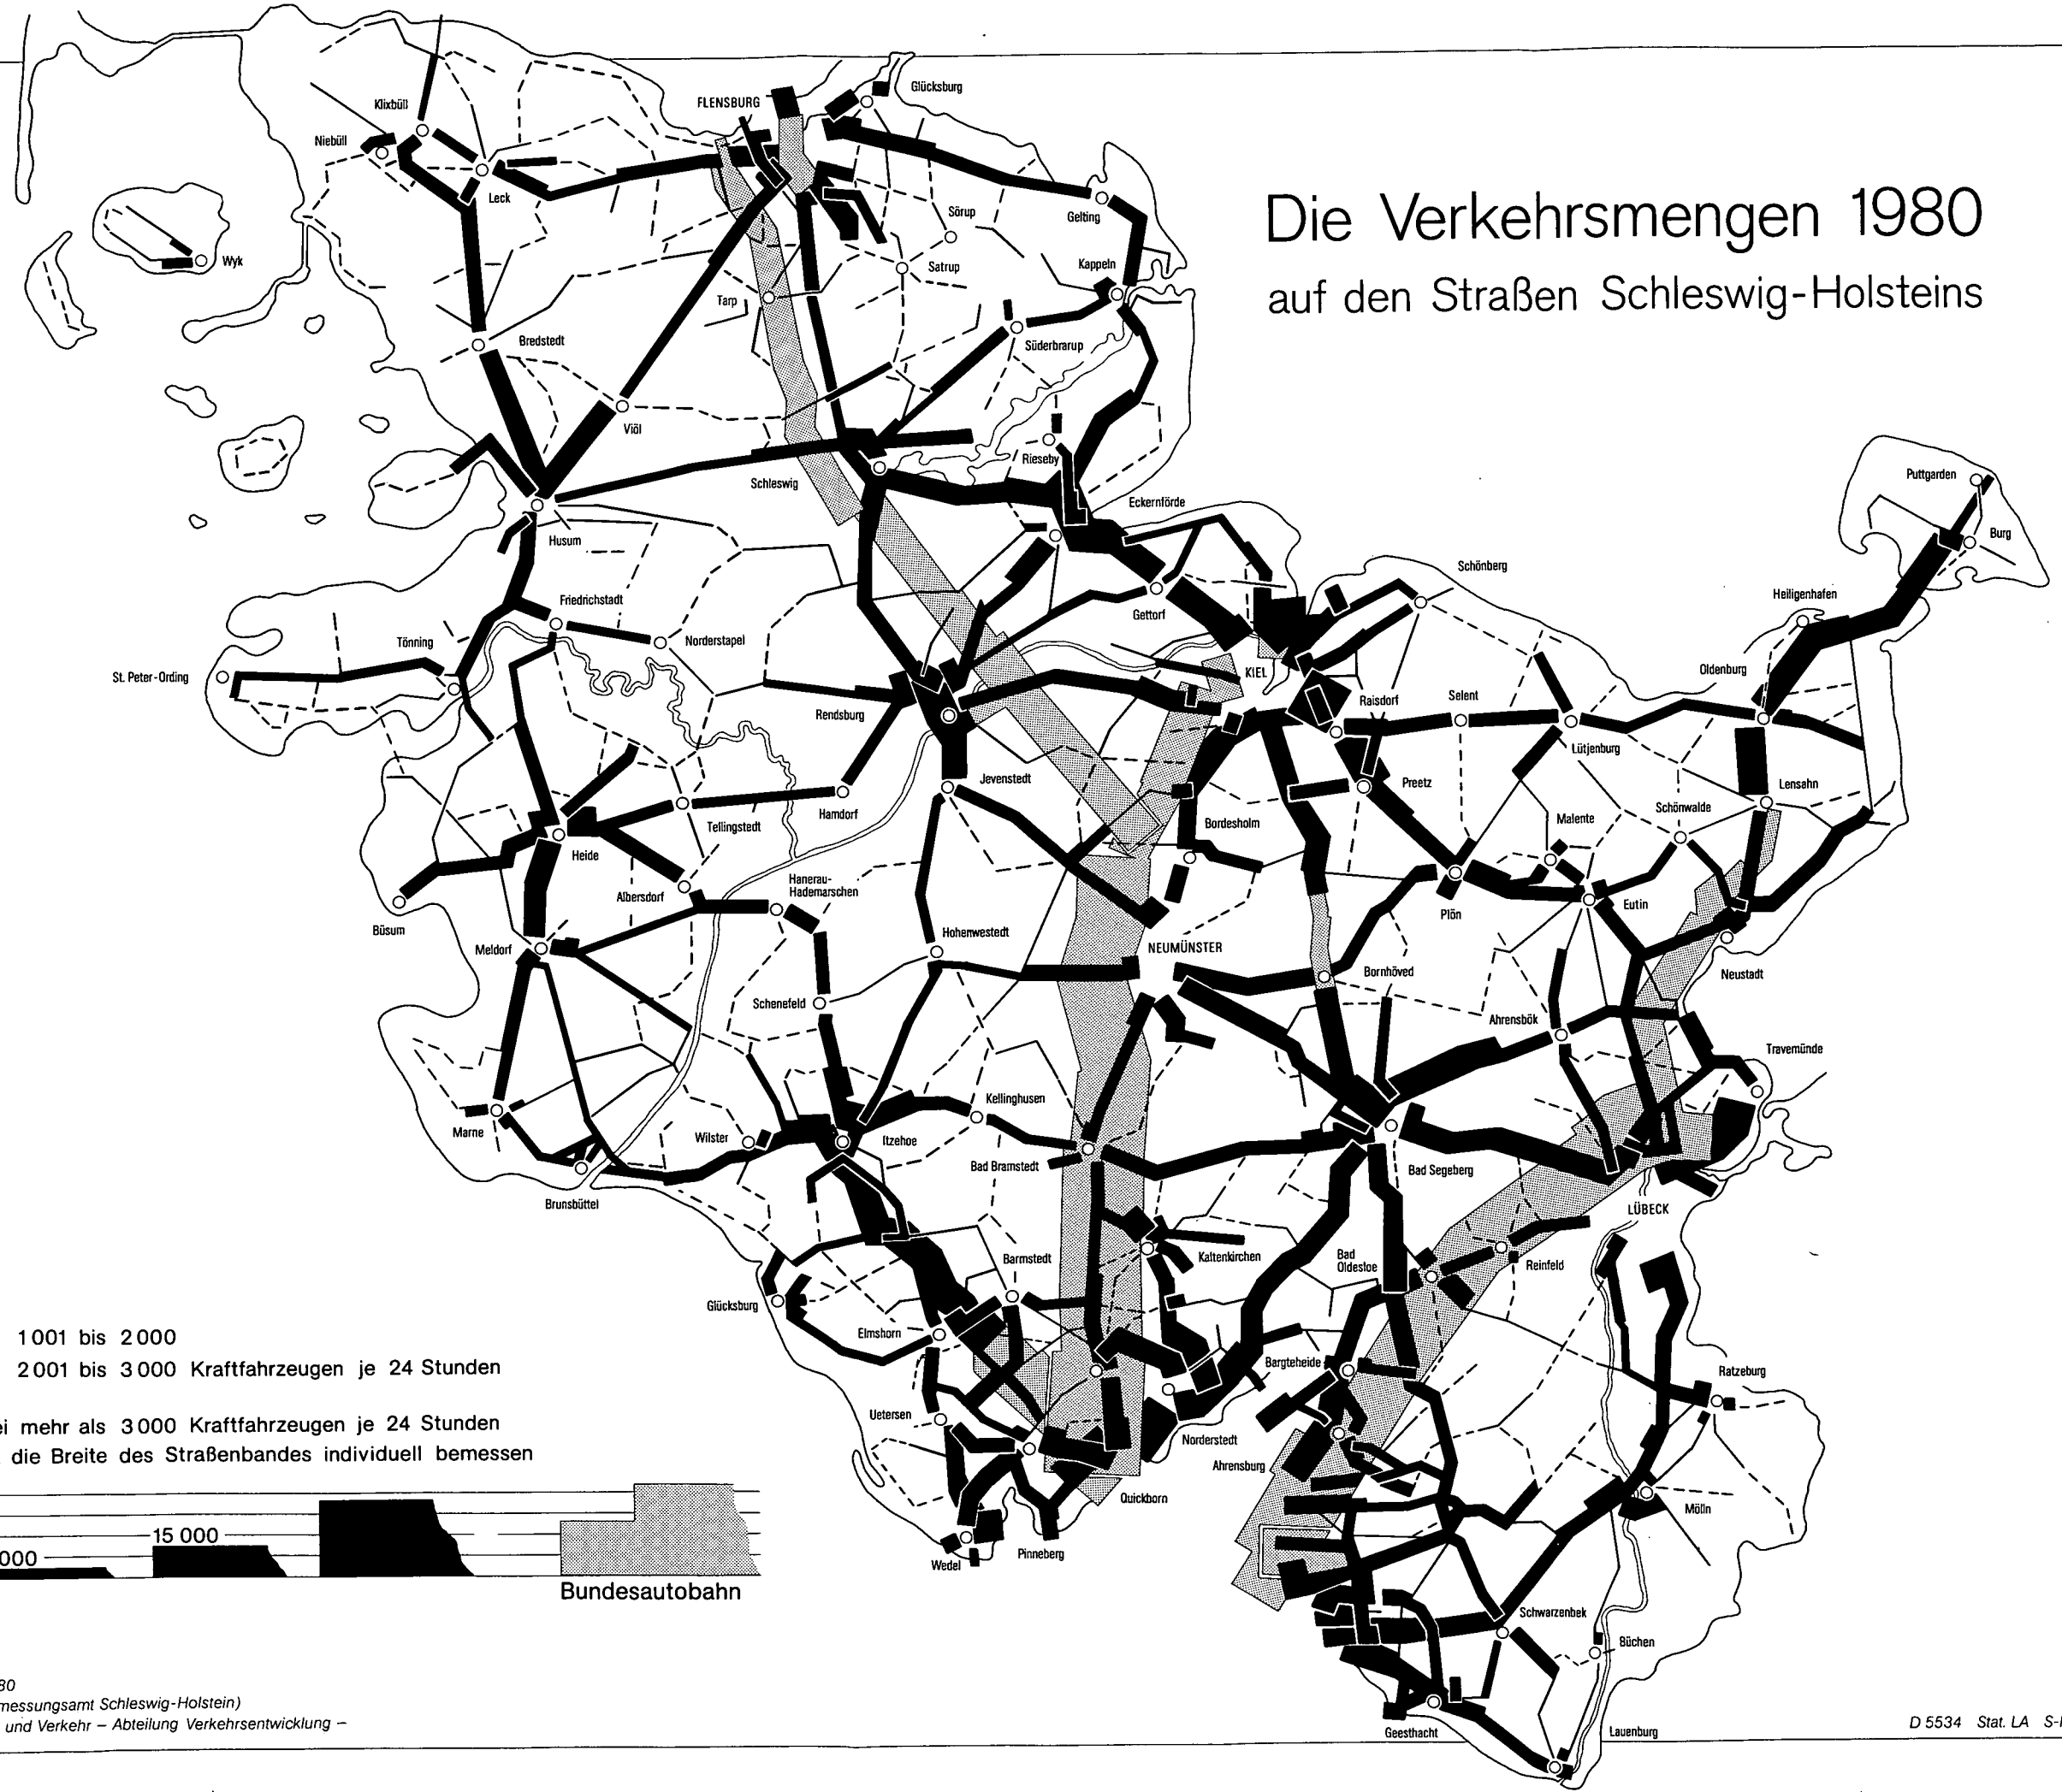 Die Verkehrsmengen 1980
auf den Straßen Schleswig-Holsteins
Klixbüll
Niebüll
Leck
Wyk
FLENSBURG
Glücksburg
Sörup
Gelting
Satrup
Kappeln
Tarp
Süderbrarup
Bredstedt
Viöl
Schleswig
Rieseby
Eckernförde
Husum
Puttgarden
Burg
Friedrichstadt
Norderstapel
Tönning
St. Peter-Ording
Gettorf
Schönberg
Heiligenhafen
KIEL
Raisdorf
Selent
Oldenburg
Rendsburg
Lütjenburg
Jevenstedt
Preetz
Lensahn
Hamdorf
Tellingstedt
Bordesholm
Malente
Schönwalde
Heide
Albersdorf
Hanerau-
Hademarschen
Büsum
Meldorf
Hohenwestedt
NEUMÜNSTER
Plön
Eutin
Bornhöved
Neustadt
Schenefeld
Ahrensbök
Travemünde
Marne
Wilster
Itzehoe
Kellinghusen
Bad Bramstedt
Bad Segeberg
Brunsbüttel
LÜBECK
Barmstedt
Kaltenkirchen
Bad
Oldesloe
Reinfeld
Glücksburg
Elmshorn
Bargteheide
Ratzeburg
Uetersen
Norderstedt
Ahrensburg
Quickborn
Mölln
Wedel
Pinneberg
Schwarzenbek
Büchen
Geesthacht
Lauenburg
1 001 bis 2 000
2 001 bis 3 000 Kraftfahrzeugen je 24 Stunden
ei mehr als 3 000 Kraftfahrzeugen je 24 Stunden
die Breite des Straßenbandes individuell bemessen
15 000
000
Bundesautobahn
80
messungsamt Schleswig-Holstein)
und Verkehr – Abteilung Verkehrsentwicklung –
D 5534 Stat. LA S-